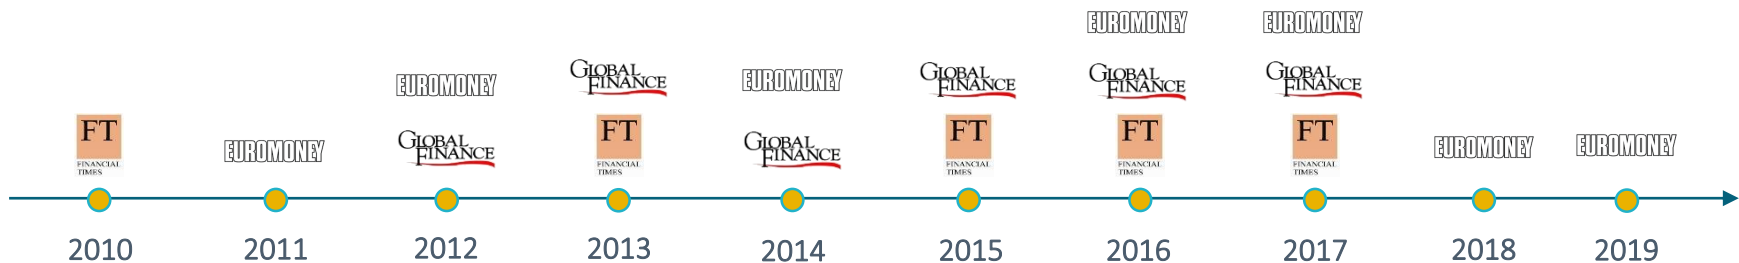 EUROMONEY
EUROMONEY
GLOBAL
FINANCE
EUROMONEY
GLOBAL
FINANCE
GLOBAL
FINANCE
GLOBAL
FINANCE
EUROMONEY
FT
FINANCIAL
TIMES
EUROMONEY
GLOBAL
FINANCE
FT
FINANCIAL
TIMES
GLOBAL
FINANCE
FT
FINANCIAL
TIMES
FT
FINANCIAL
TIMES
FT
FINANCIAL
TIMES
EUROMONEY
EUROMONEY
2010
2011
2012
2013
2014
2015
2016
2017
2018
2019